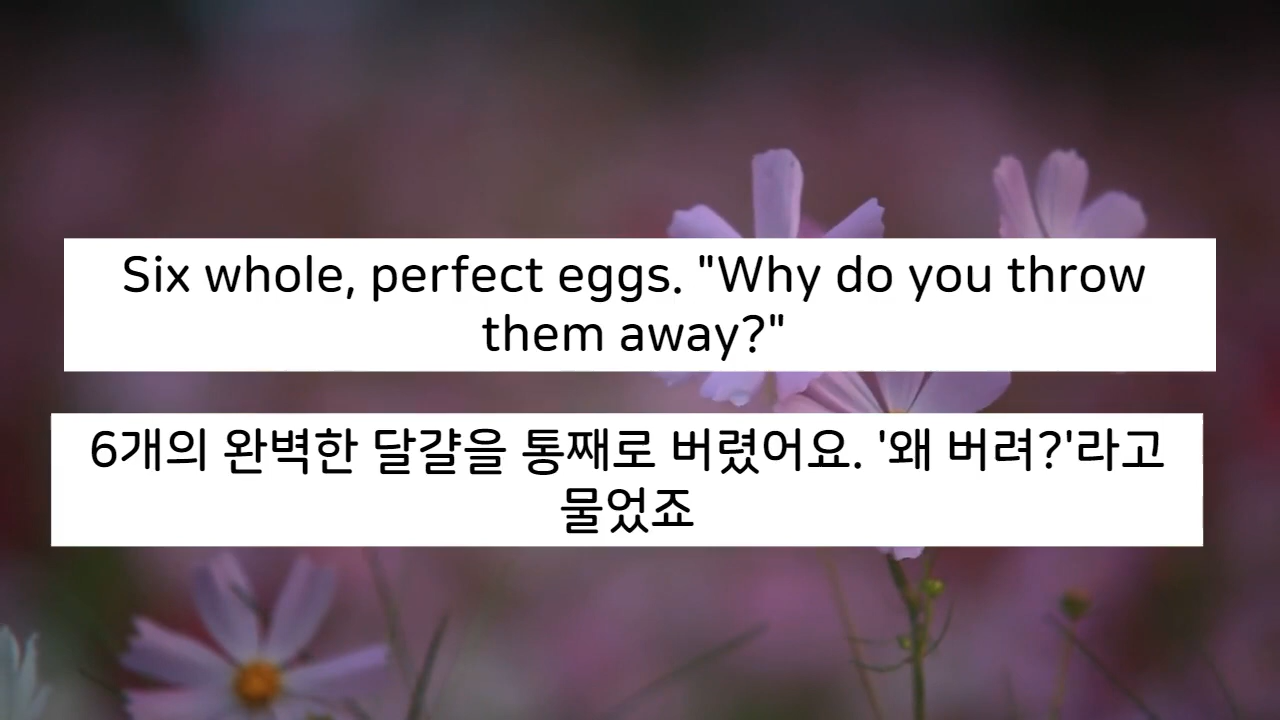 Six whole, perfect eggs. "Why do you throw
them away?"
6개의 완벽한 달걀을 통째로 버렸어요. '왜 버려?'라고
물었죠